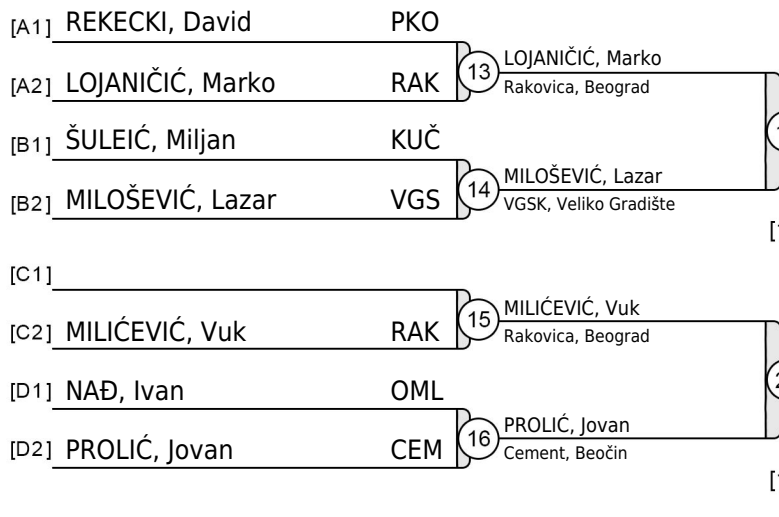 [A1] REKECKI, David PKO
[A2] LOJANIČIĆ, Marko RAK
13 LOJANIČIĆ, Marko
Rakovica, Beograd
[B1] ŠULEIĆ, Miljan KUČ
[B2] MILOŠEVIĆ, Lazar VGS
14 MILOŠEVIĆ, Lazar
VGSK, Veliko Gradište
[C1]
[C2] MILIĆEVIĆ, Vuk RAK
15 MILIĆEVIĆ, Vuk
Rakovica, Beograd
[D1] NAĐ, Ivan OML
[D2] PROLIĆ, Jovan CEM
16 PROLIĆ, Jovan
Cement, Beočin